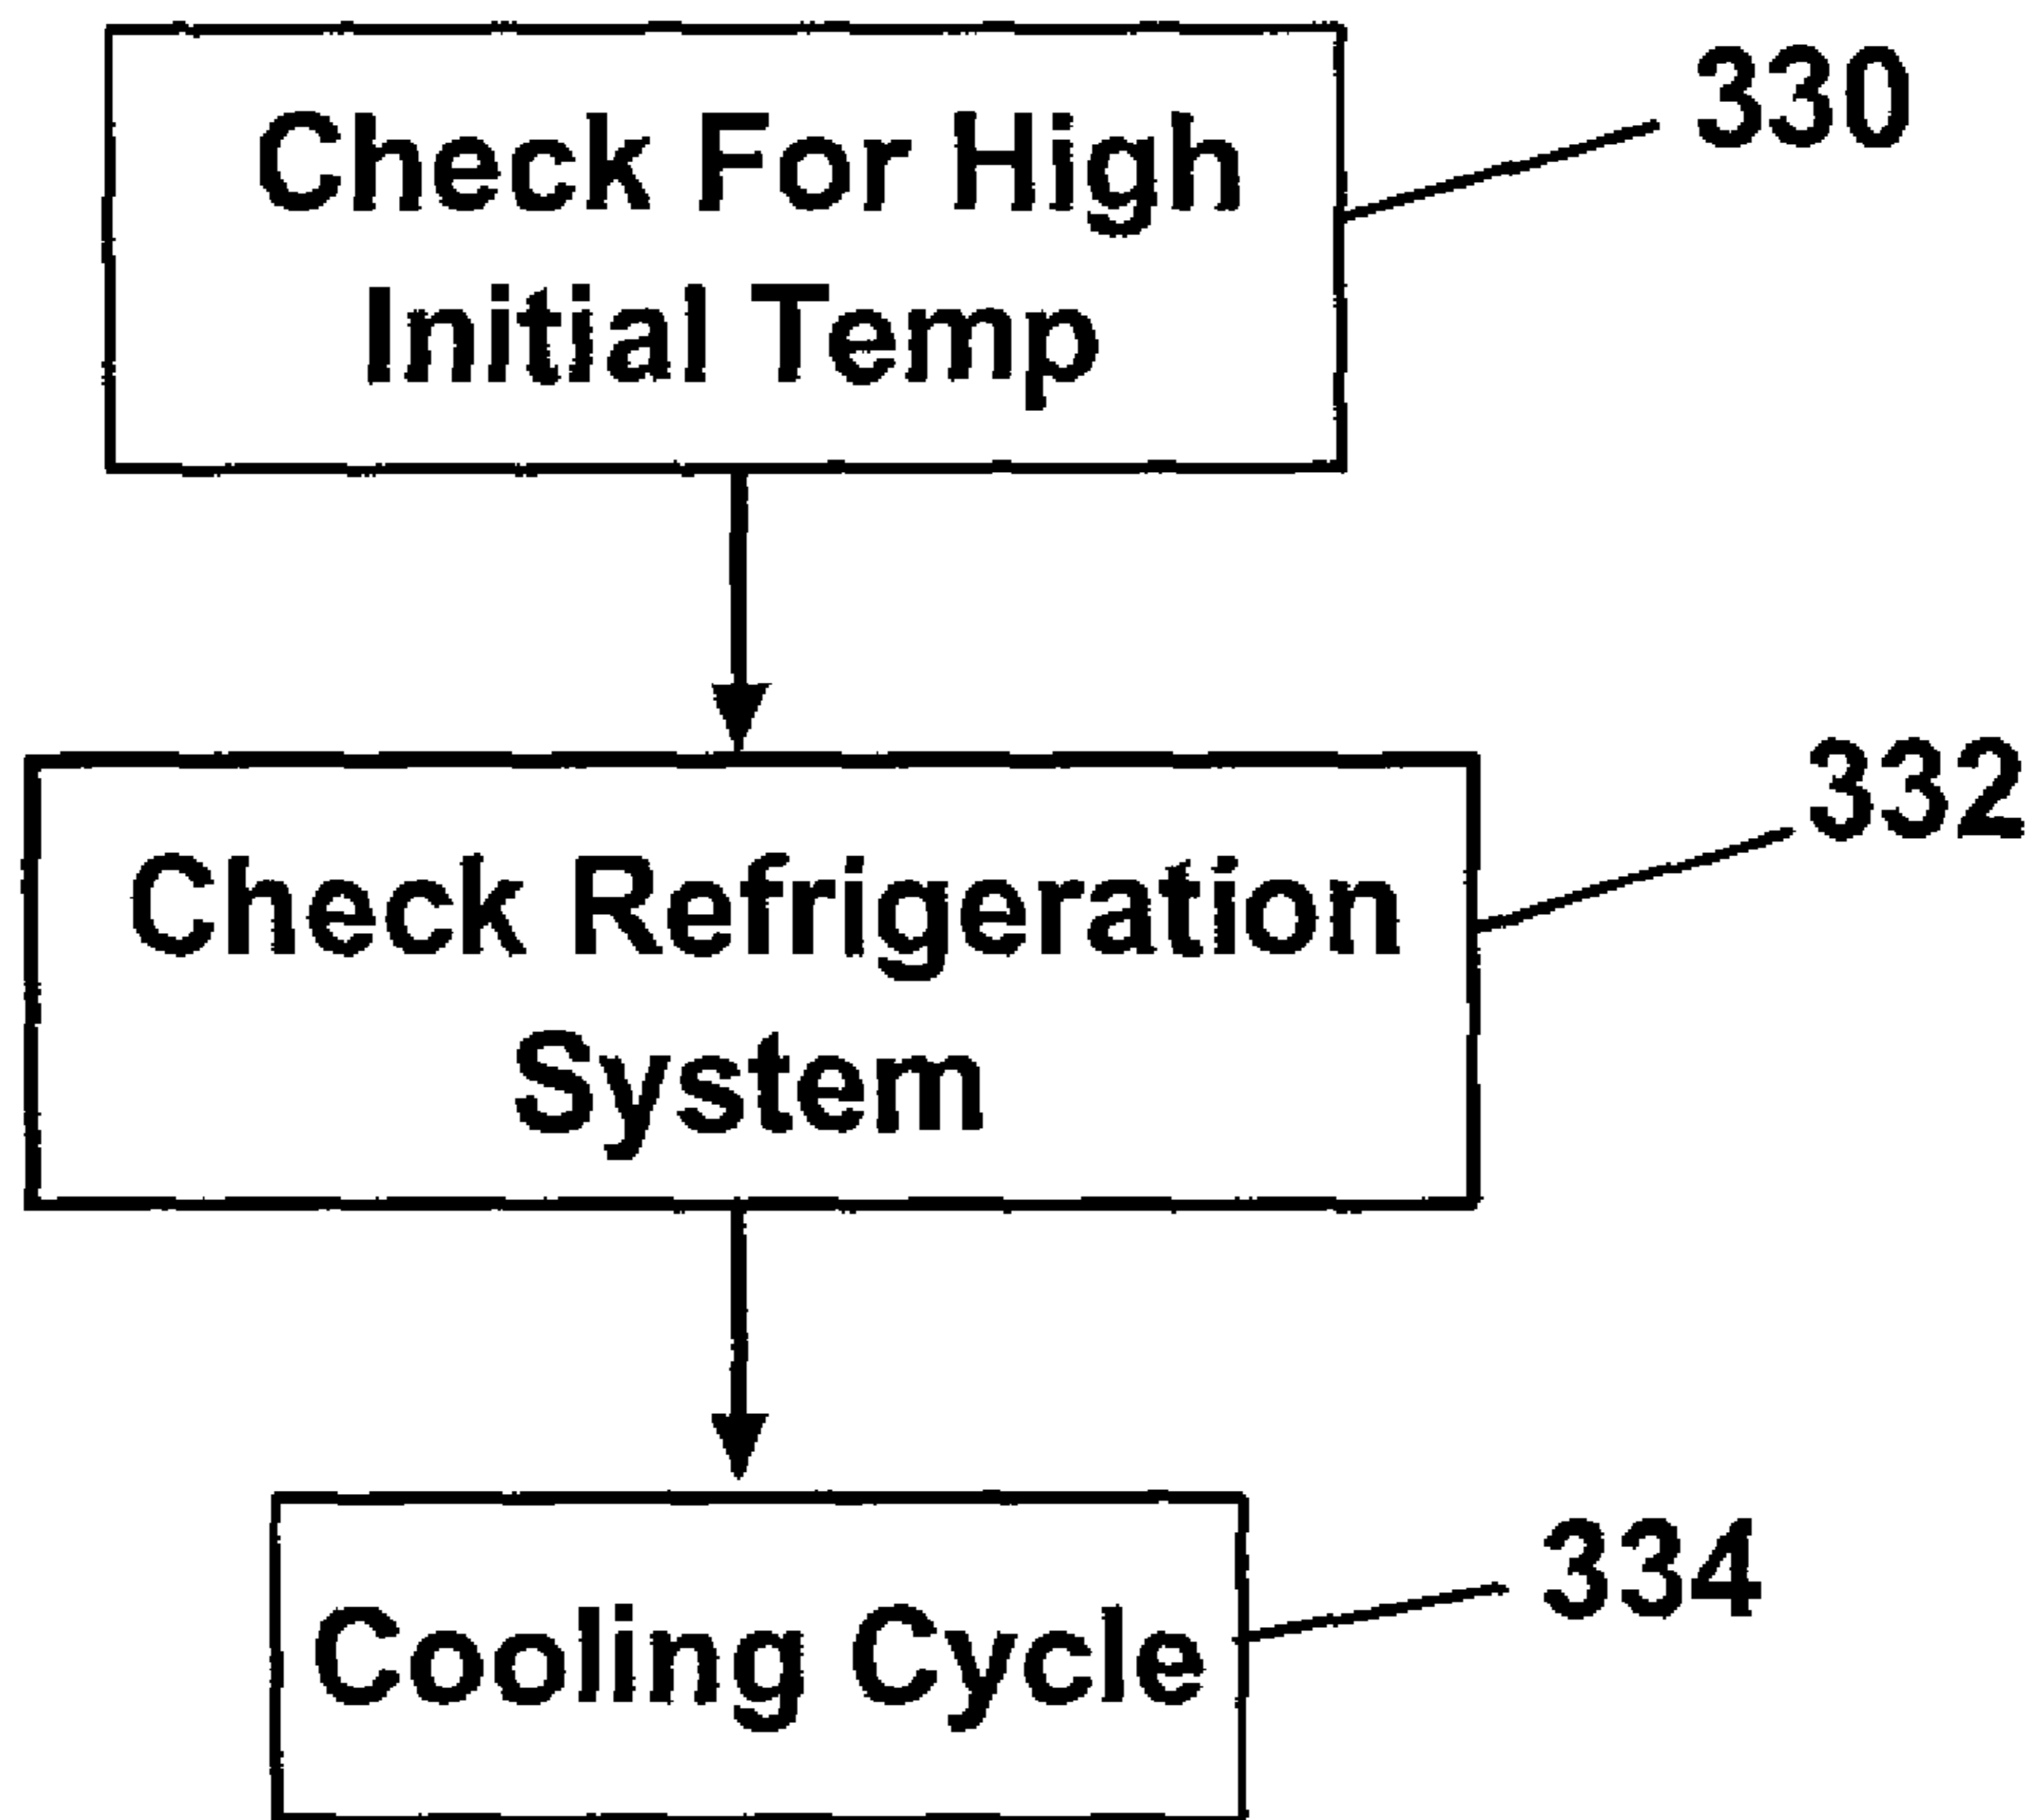 Check For High
Initial Temp
330
Check Refrigeration
System
332
Cooling Cycle
334